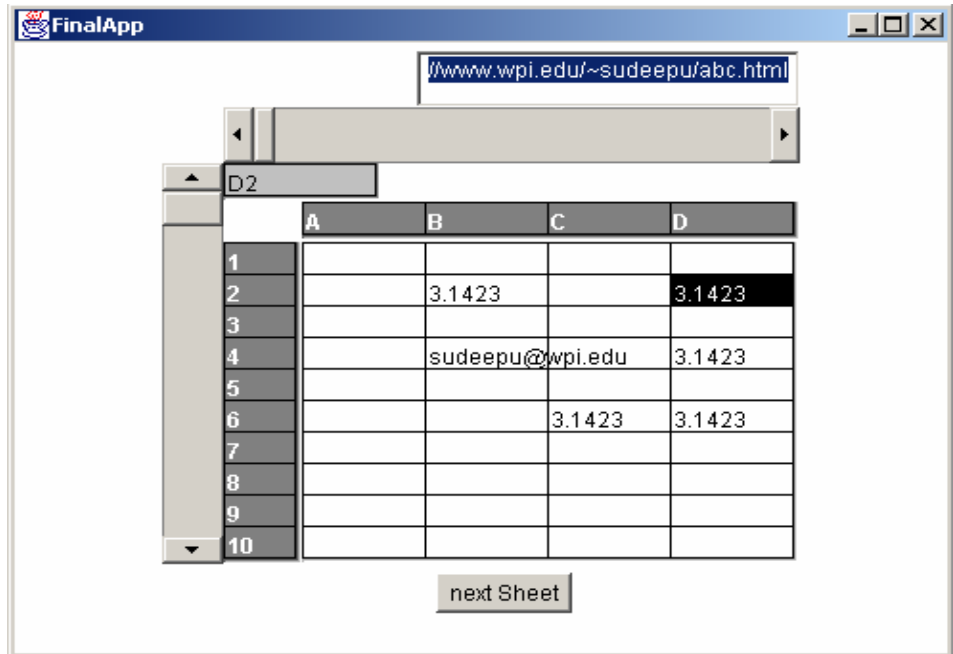 FinalApp
//www.wpi.edu/~sudeepu/abc.html
D2
A B C D
1
2 3.1423 3.1423
3
4 sudeepu@wpi.edu 3.1423
5
6 3.1423 3.1423
7
8
9
10
next Sheet